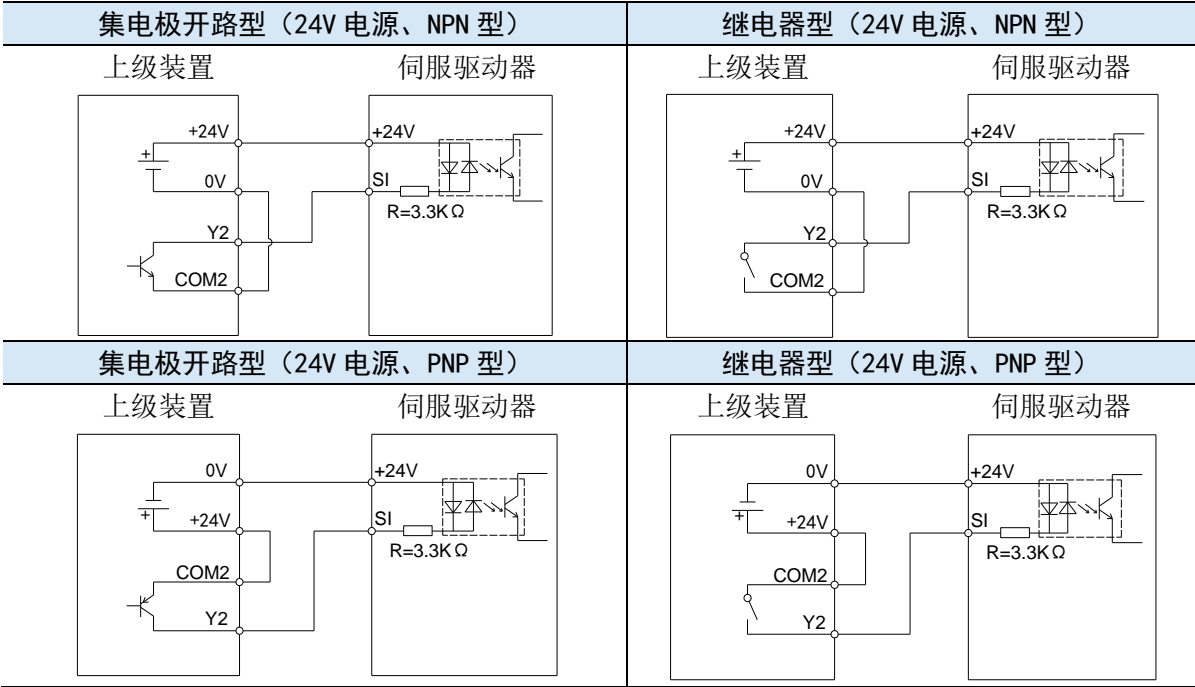 集电极开路型（24V 电源、NPN 型）
上级装置
伺服驱动器
+24V
+24V
+
0V
SI
R=3.3KΩ
Y2
COM2
继电器型（24V 电源、NPN 型）
上级装置
伺服驱动器
+24V
+24V
+
0V
SI
R=3.3KΩ
Y2
COM2
集电极开路型（24V 电源、PNP 型）
上级装置
伺服驱动器
0V
+24V
+
+24V
SI
R=3.3KΩ
COM2
Y2
继电器型（24V 电源、PNP 型）
上级装置
伺服驱动器
0V
+24V
+
+24V
SI
R=3.3KΩ
COM2
Y2